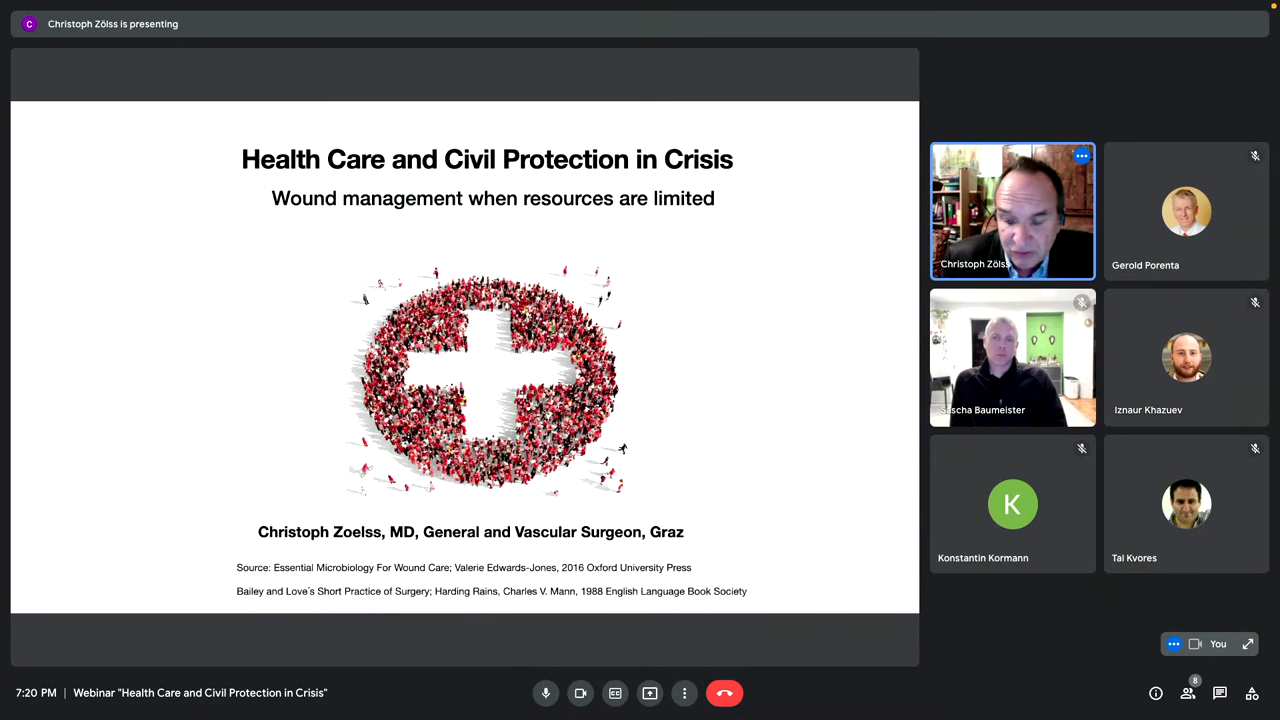 C
Christoph Zölss is presenting
Health Care and Civil Protection in Crisis
Wound management when resources are limited
Christoph Zoelss, MD, General and Vascular Surgeon, Graz
Source: Essential Microbiology For Wound Care; Valerie Edwards-Jones, 2016 Oxford University Press
Bailey and Love´s Short Practice of Surgery; Harding Rains, Charles V. Mann, 1988 English Language Book Society
Christoph Zölss
Gerold Porenta
Sascha Baumeister
Iznaur Khazuev
K
Konstantin Kormann
Tal Kvores
You
7:20 PM | Webinar "Health Care and Civil Protection in Crisis"
8